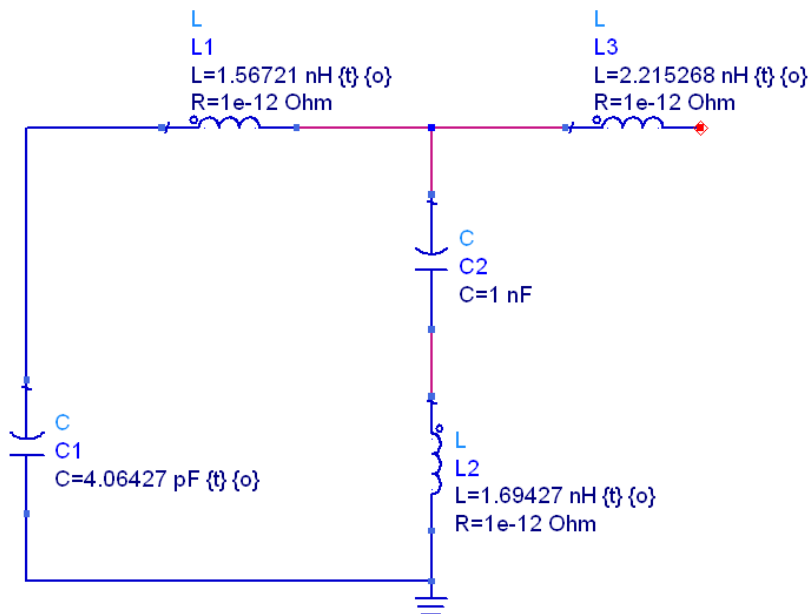 L
L1
L=1.56721 nH {t} {o}
R=1e-12 Ohm
L
L3
L=2.215268 nH {t} {o}
R=1e-12 Ohm
C
C2
C=1 nF
C
C1
C=4.06427 pF {t} {o}
L
L2
L=1.69427 nH {t} {o}
R=1e-12 Ohm